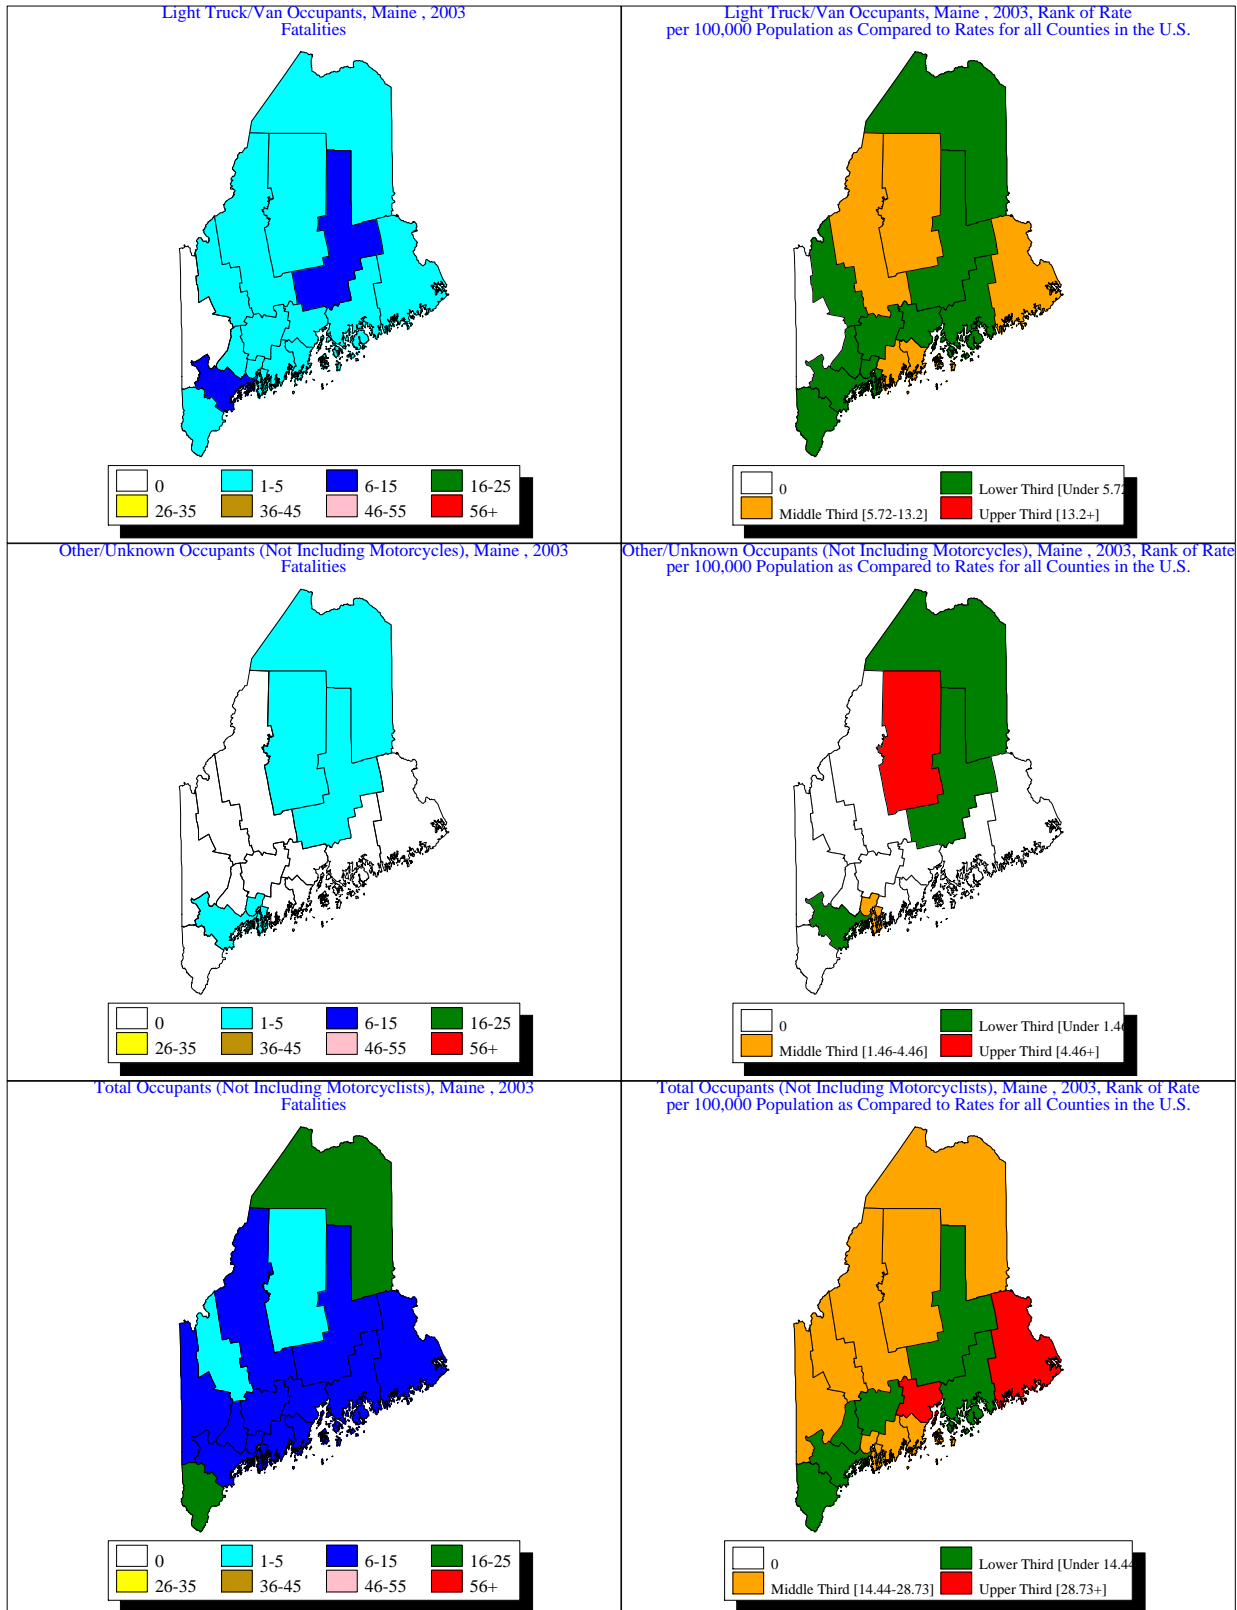 Light Truck/Van Occupants, Maine , 2003
Fatalities
0
1-5
6-15
16-25
26-35
36-45
46-55
56+
Light Truck/Van Occupants, Maine , 2003, Rank of Rate
per 100,000 Population as Compared to Rates for all Counties in the U.S.
0
Lower Third [Under 5.72
Middle Third [5.72-13.2]
Upper Third [13.2+]
Other/Unknown Occupants (Not Including Motorcycles), Maine , 2003
Fatalities
0
1-5
6-15
16-25
26-35
36-45
46-55
56+
Other/Unknown Occupants (Not Including Motorcycles), Maine , 2003, Rank of Rate
per 100,000 Population as Compared to Rates for all Counties in the U.S.
0
Lower Third [Under 1.46
Middle Third [1.46-4.46]
Upper Third [4.46+]
Total Occupants (Not Including Motorcyclists), Maine , 2003
Fatalities
0
1-5
6-15
16-25
26-35
36-45
46-55
56+
Total Occupants (Not Including Motorcyclists), Maine , 2003, Rank of Rate
per 100,000 Population as Compared to Rates for all Counties in the U.S.
0
Lower Third [Under 14.44
Middle Third [14.44-28.73]
Upper Third [28.73+]